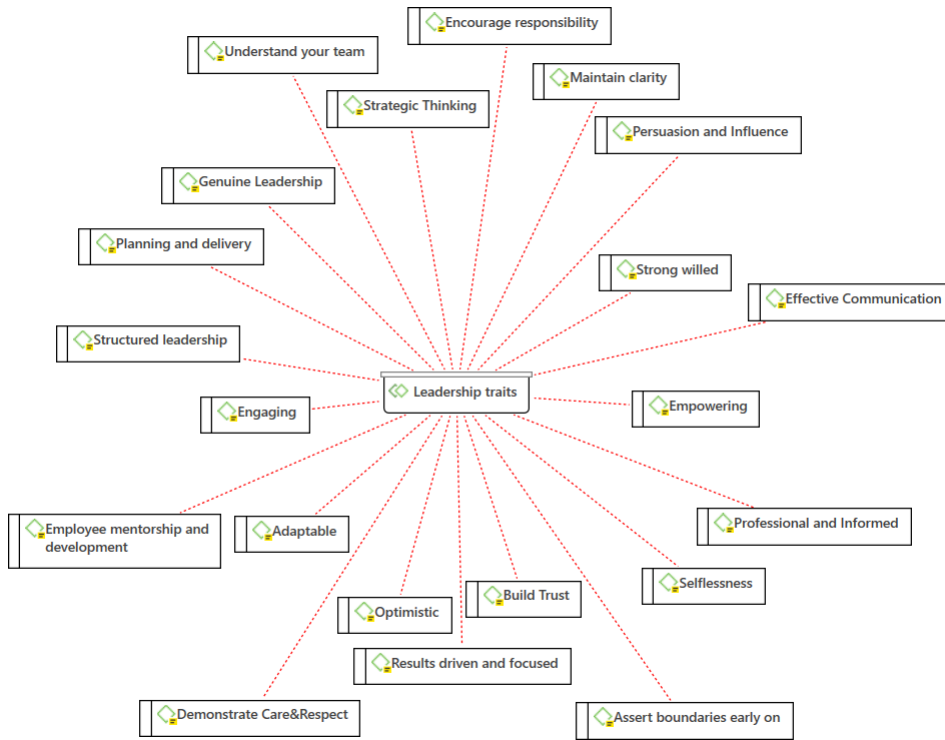 Encourage responsibility
Understand your team
Maintain clarity
Strategic Thinking
Persuasion and Influence
Genuine Leadership
Planning and delivery
Strong willed
Effective Communication
Structured leadership
Leadership traits
Engaging
Empowering
Employee mentorship and
development
Adaptable
Professional and Informed
Selflessness
Build Trust
Optimistic
Results driven and focused
Demonstrate Care&Respect
Assert boundaries early on